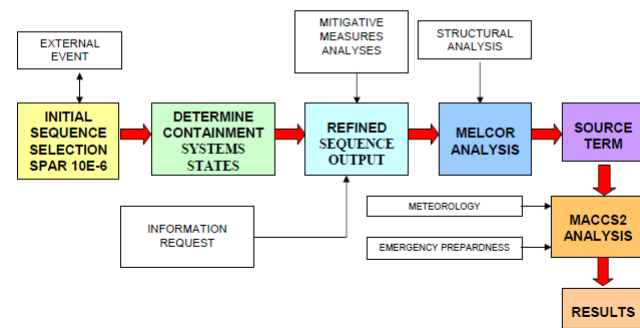 EXTERNAL
EVENT
MITIGATIVE
MEASURES
ANALYSES
STRUCTURAL
ANALYSIS
INITIAL
SEQUENCE
SELECTION
SPAR 10E-6
DETERMINE
CONTAINMENT
SYSTEMS
STATES
REFINED
SEQUENCE
OUTPUT
MELCOR
ANALYSIS
SOURCE
TERM
INFORMATION
REQUEST
METEOROLOGY
EMERGENCY PREPARDNESS
MACCS2
ANALYSIS
RESULTS